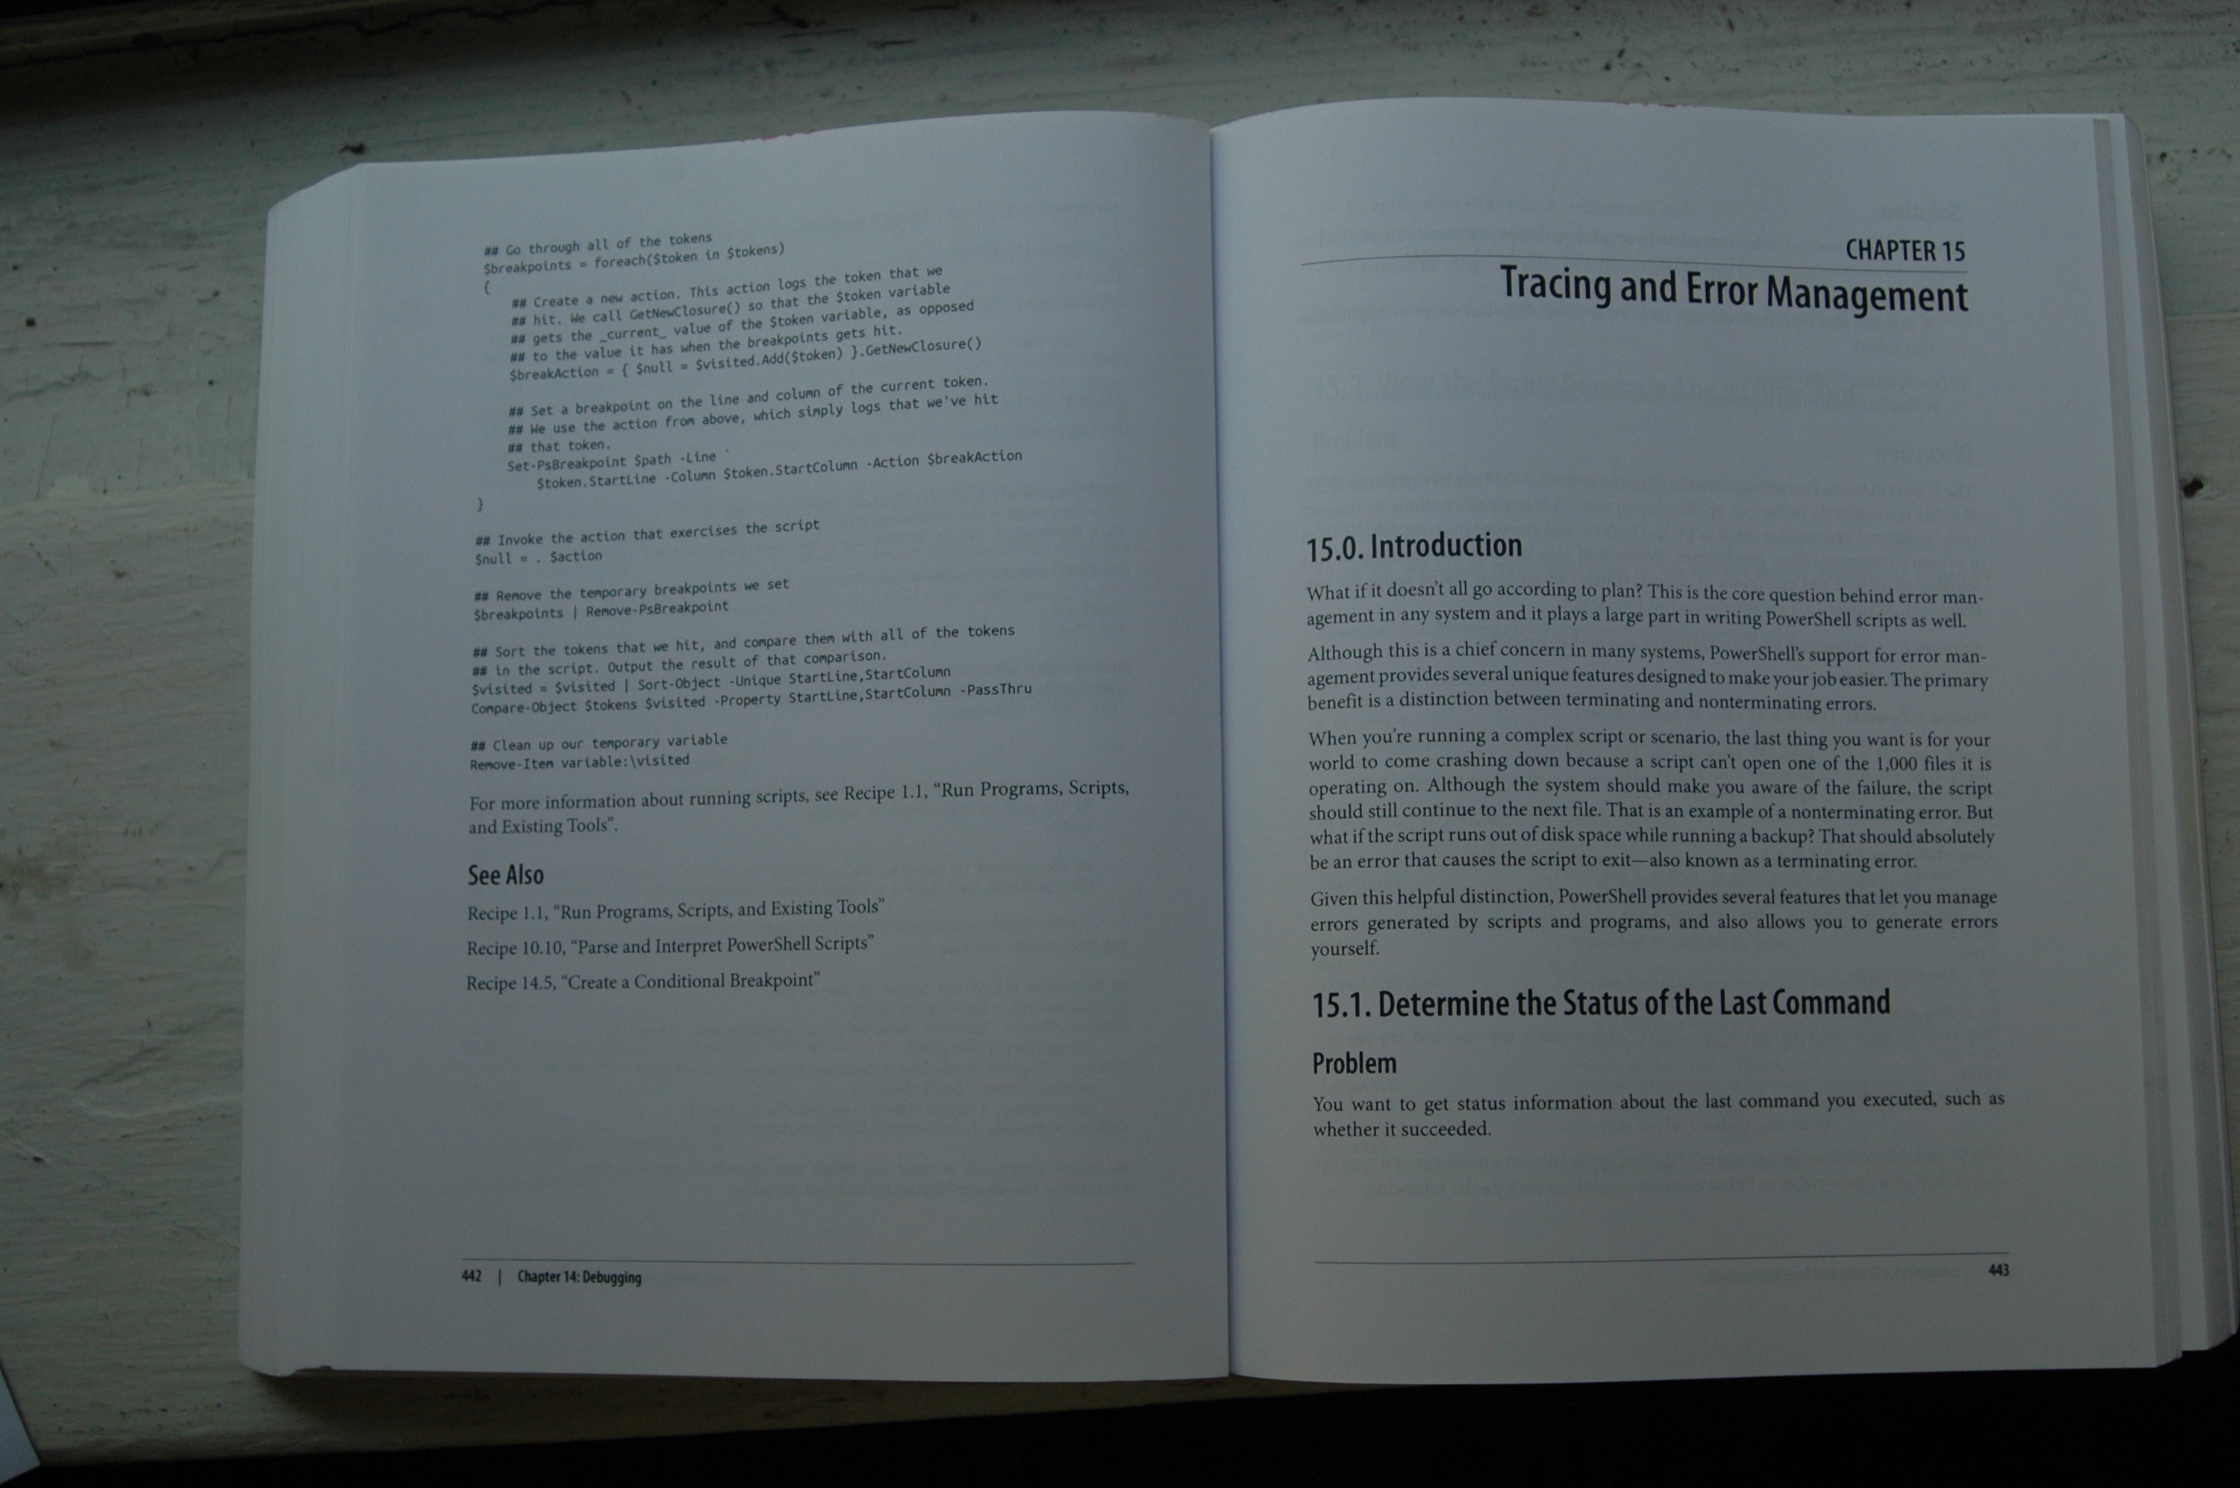 ## Go through all of the tokens
$breakpoints = foreach($token in $tokens)
{
## Create a new action. This action logs the token that we
## hit. We call GetNewClosure() so that the $token variable
## gets the _current_ value of the $token variable, as opposed
## to the value it has when the breakpoints gets hit.
$breakAction = { $null = $visited.Add($token) }.GetNewClosure()
## Set a breakpoint on the line and column of the current token.
## We use the action from above, which simply logs that we've hit
## that token.
Set-PsBreakpoint $path -Line `
$token.StartLine -Column $token.StartColumn -Action $breakAction
}
## Invoke the action that exercises the script
$null = . $action
## Remove the temporary breakpoints we set
$breakpoints | Remove-PsBreakpoint
## Sort the tokens that we hit, and compare them with all of the tokens
## in the script. Output the result of that comparison.
$visited = $visited | Sort-Object -Unique StartLine,StartColumn
Compare-Object $tokens $visited -Property StartLine,StartColumn -PassThru
## Clean up our temporary variable
Remove-Item variable:\visited
For more information about running scripts, see Recipe 1.1, “Run Programs, Scripts,
and Existing Tools”.
See Also
Recipe 1.1, “Run Programs, Scripts, and Existing Tools”
Recipe 10.10, “Parse and Interpret PowerShell Scripts”
Recipe 14.5, “Create a Conditional Breakpoint”
442 | Chapter 14: Debugging
CHAPTER 15
Tracing and Error Management
15.0. Introduction
What if it doesn’t all go according to plan? This is the core question behind error man-
agement in any system and it plays a large part in writing PowerShell scripts as well.
Although this is a chief concern in many systems, PowerShell’s support for error man-
agement provides several unique features designed to make your job easier. The primary
benefit is a distinction between terminating and nonterminating errors.
When you’re running a complex script or scenario, the last thing you want is for your
world to come crashing down because a script can’t open one of the 1,000 files it is
operating on. Although the system should make you aware of the failure, the script
should still continue to the next file. That is an example of a nonterminating error. But
what if the script runs out of disk space while running a backup? That should absolutely
be an error that causes the script to exit—also known as a terminating error.
Given this helpful distinction, PowerShell provides several features that let you manage
errors generated by scripts and programs, and also allows you to generate errors
yourself.
15.1. Determine the Status of the Last Command
Problem
You want to get status information about the last command you executed, such as
whether it succeeded.
443